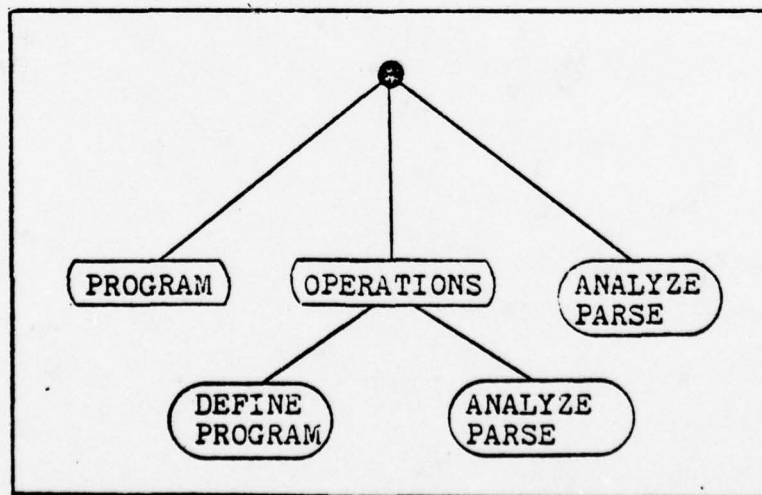 PROGRAM
OPERATIONS
ANALYZE
PARSE
DEFINE
PROGRAM
ANALYZE
PARSE